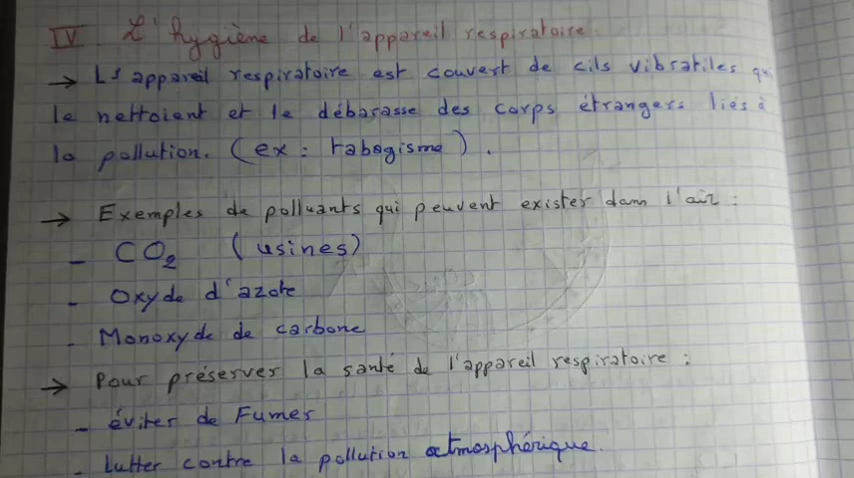 IV. L'hygiène de l'appareil respiratoire
→ L'appareil respiratoire est couvert de cils vibratiles qui
le nettoient et le débarasse des corps étrangers liés à
la pollution. (ex : tabagisme).
→ Exemples de polluants qui peuvent exister dans l'air :
- CO₂ (usines)
- Oxyde d'azote
- Monoxyde de carbone
→ Pour préserver la santé de l'appareil respiratoire :
- éviter de Fumes
- Lutter contre la pollution atmosphérique.